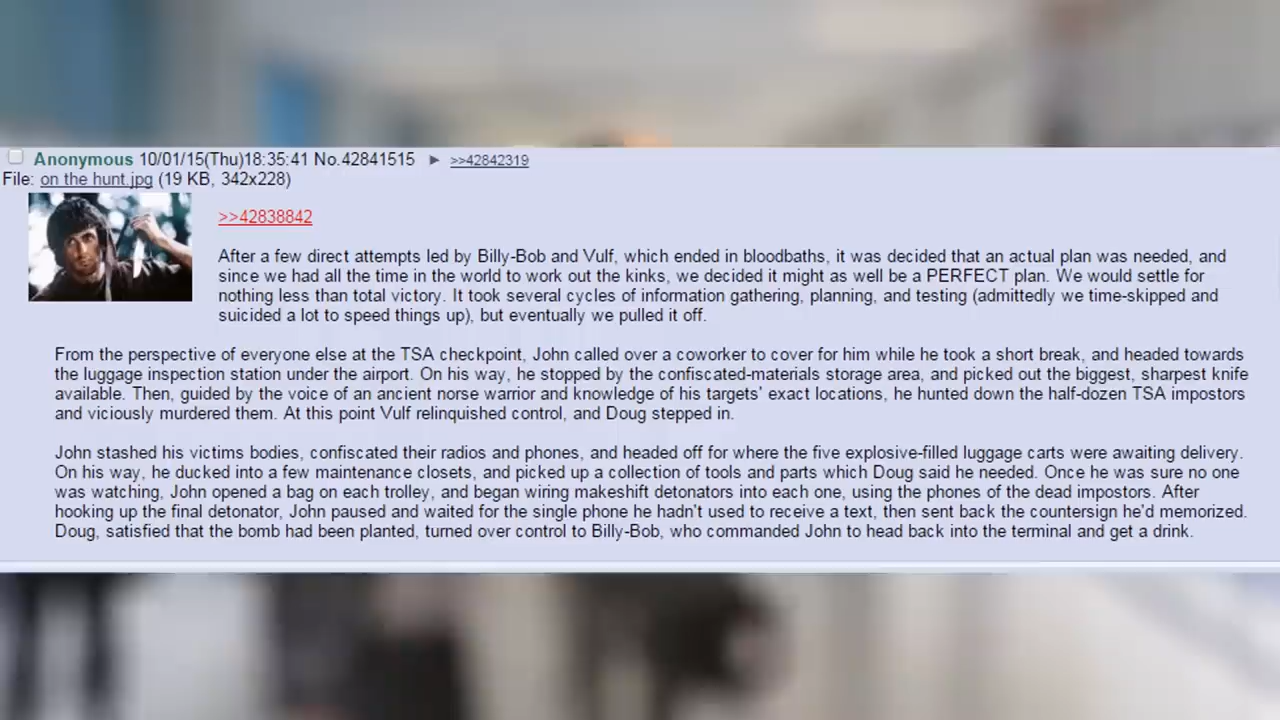 Anonymous 10/01/15(Thu)18:35:41 No.42841515 ► >>42842319
File: on the hunt.jpg (19 KB, 342x228)
>>42838842
After a few direct attempts led by Billy-Bob and Vulf, which ended in bloodbaths, it was decided that an actual plan was needed, and
since we had all the time in the world to work out the kinks, we decided it might as well be a PERFECT plan. We would settle for
nothing less than total victory. It took several cycles of information gathering, planning, and testing (admittedly we time-skipped and
suicided a lot to speed things up), but eventually we pulled it off.
From the perspective of everyone else at the TSA checkpoint, John called over a coworker to cover for him while he took a short break, and headed towards
the luggage inspection station under the airport. On his way, he stopped by the confiscated-materials storage area, and picked out the biggest, sharpest knife
available. Then, guided by the voice of an ancient norse warrior and knowledge of his targets' exact locations, he hunted down the half-dozen TSA impostors
and viciously murdered them. At this point Vulf relinquished control, and Doug stepped in.
John stashed his victims bodies, confiscated their radios and phones, and headed off for where the five explosive-filled luggage carts were awaiting delivery.
On his way, he ducked into a few maintenance closets, and picked up a collection of tools and parts which Doug said he needed. Once he was sure no one
was watching, John opened a bag on each trolley, and began wiring makeshift detonators into each one, using the phones of the dead impostors. After
hooking up the final detonator, John paused and waited for the single phone he hadn't used to receive a text, then sent back the countersign he'd memorized.
Doug, satisfied that the bomb had been planted, turned over control to Billy-Bob, who commanded John to head back into the terminal and get a drink.